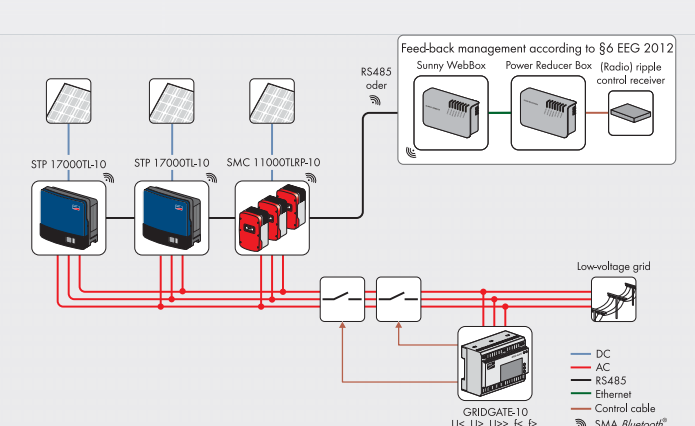 Feed-back management according to §6 EEG 2012
RS485
oder
Sunny WebBox
Power Reducer Box
(Radio) ripple
control receiver
STP 17000TL-10
STP 17000TL-10
SMC 11000TLRP-10
Low-voltage grid
DC
AC
RS485
Ethernet
Control cable
SMA Bluetooth®
GRIDGATE-10
U<, U>, U>>, f<, f>